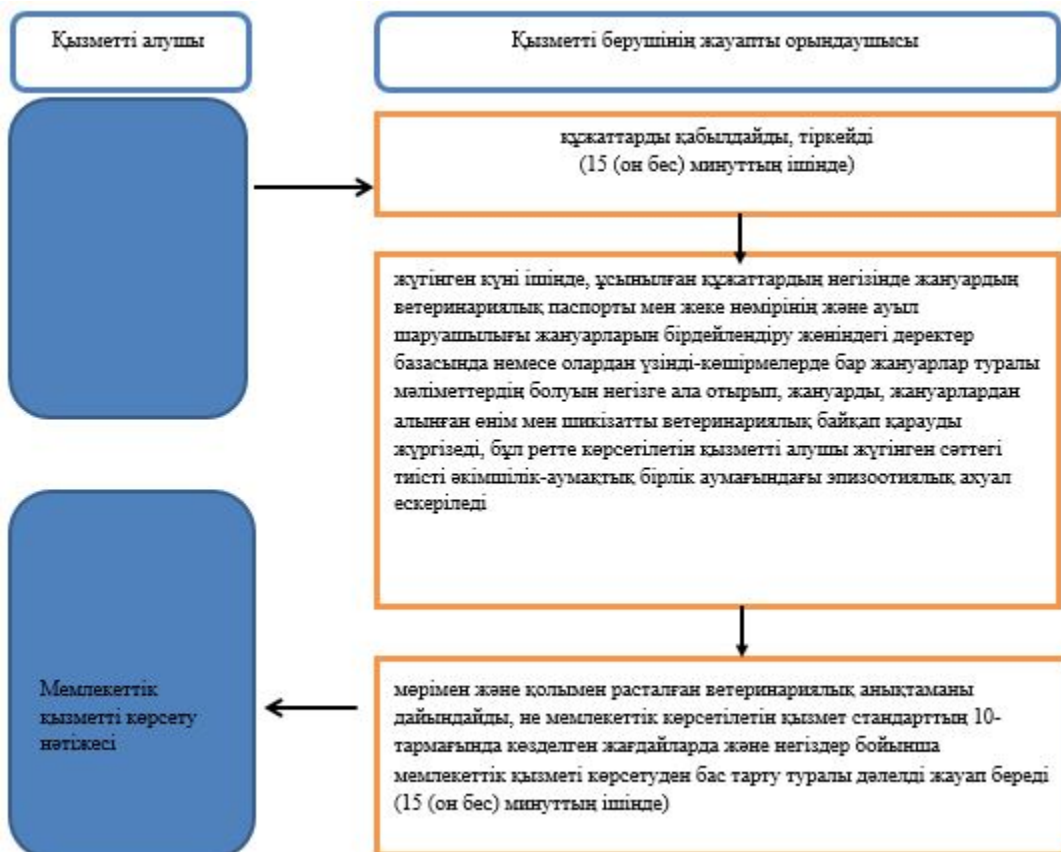 Қызметті алушы
Қызметті берушінің жауапты орындаушысы
құжаттарды қабылдайды, тіркейді
(15 (он бес) минуттың ішінде)
жүгінген күні ішінде, ұсынылған құжаттардың негізінде жануардың
ветеринариялық паспорты мен жеке нөмірінің және ауыл
шаруашылығы жануарларын бірдейлендіру жөніндегі деректер
базасында немесе олардан үзінді-көшірмелерде бар жануарлар туралы
мәліметтердің болуын негізге ала отырып, жануарды, жануарлардан
алынған өнім мен шикізатты ветеринариялық байқап қарауды
жүргізеді, бұл ретте көрсетілетін қызметті алушы жүгінген сәттегі
тиісті әкімшілік-аумақтық бірлік аумағындағы эпизоотиялық ахуал
ескеріледі
мөрімен және қолымен расталған ветеринариялық анықтаманы
дайындайды, не мемлекеттік көрсетілетін қызмет стандарттың 10-
тармағында көзделген жағдайларда және негіздер бойынша
мемлекеттік қызметі көрсетуден бас тарту туралы дәлелді жауап береді
(15 (он бес) минуттың ішінде)
Мемлекеттік
қызметті көрсету
нәтижесі